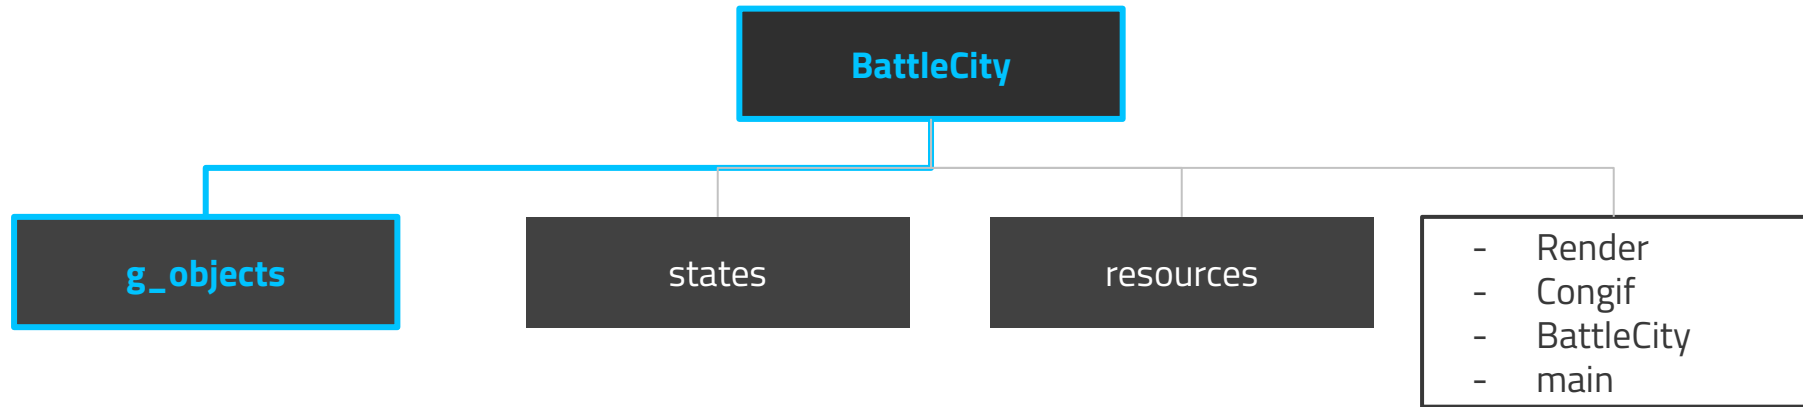 BattleCity
g_objects
states
resources
- Render
- Congif
- BattleCity
- main